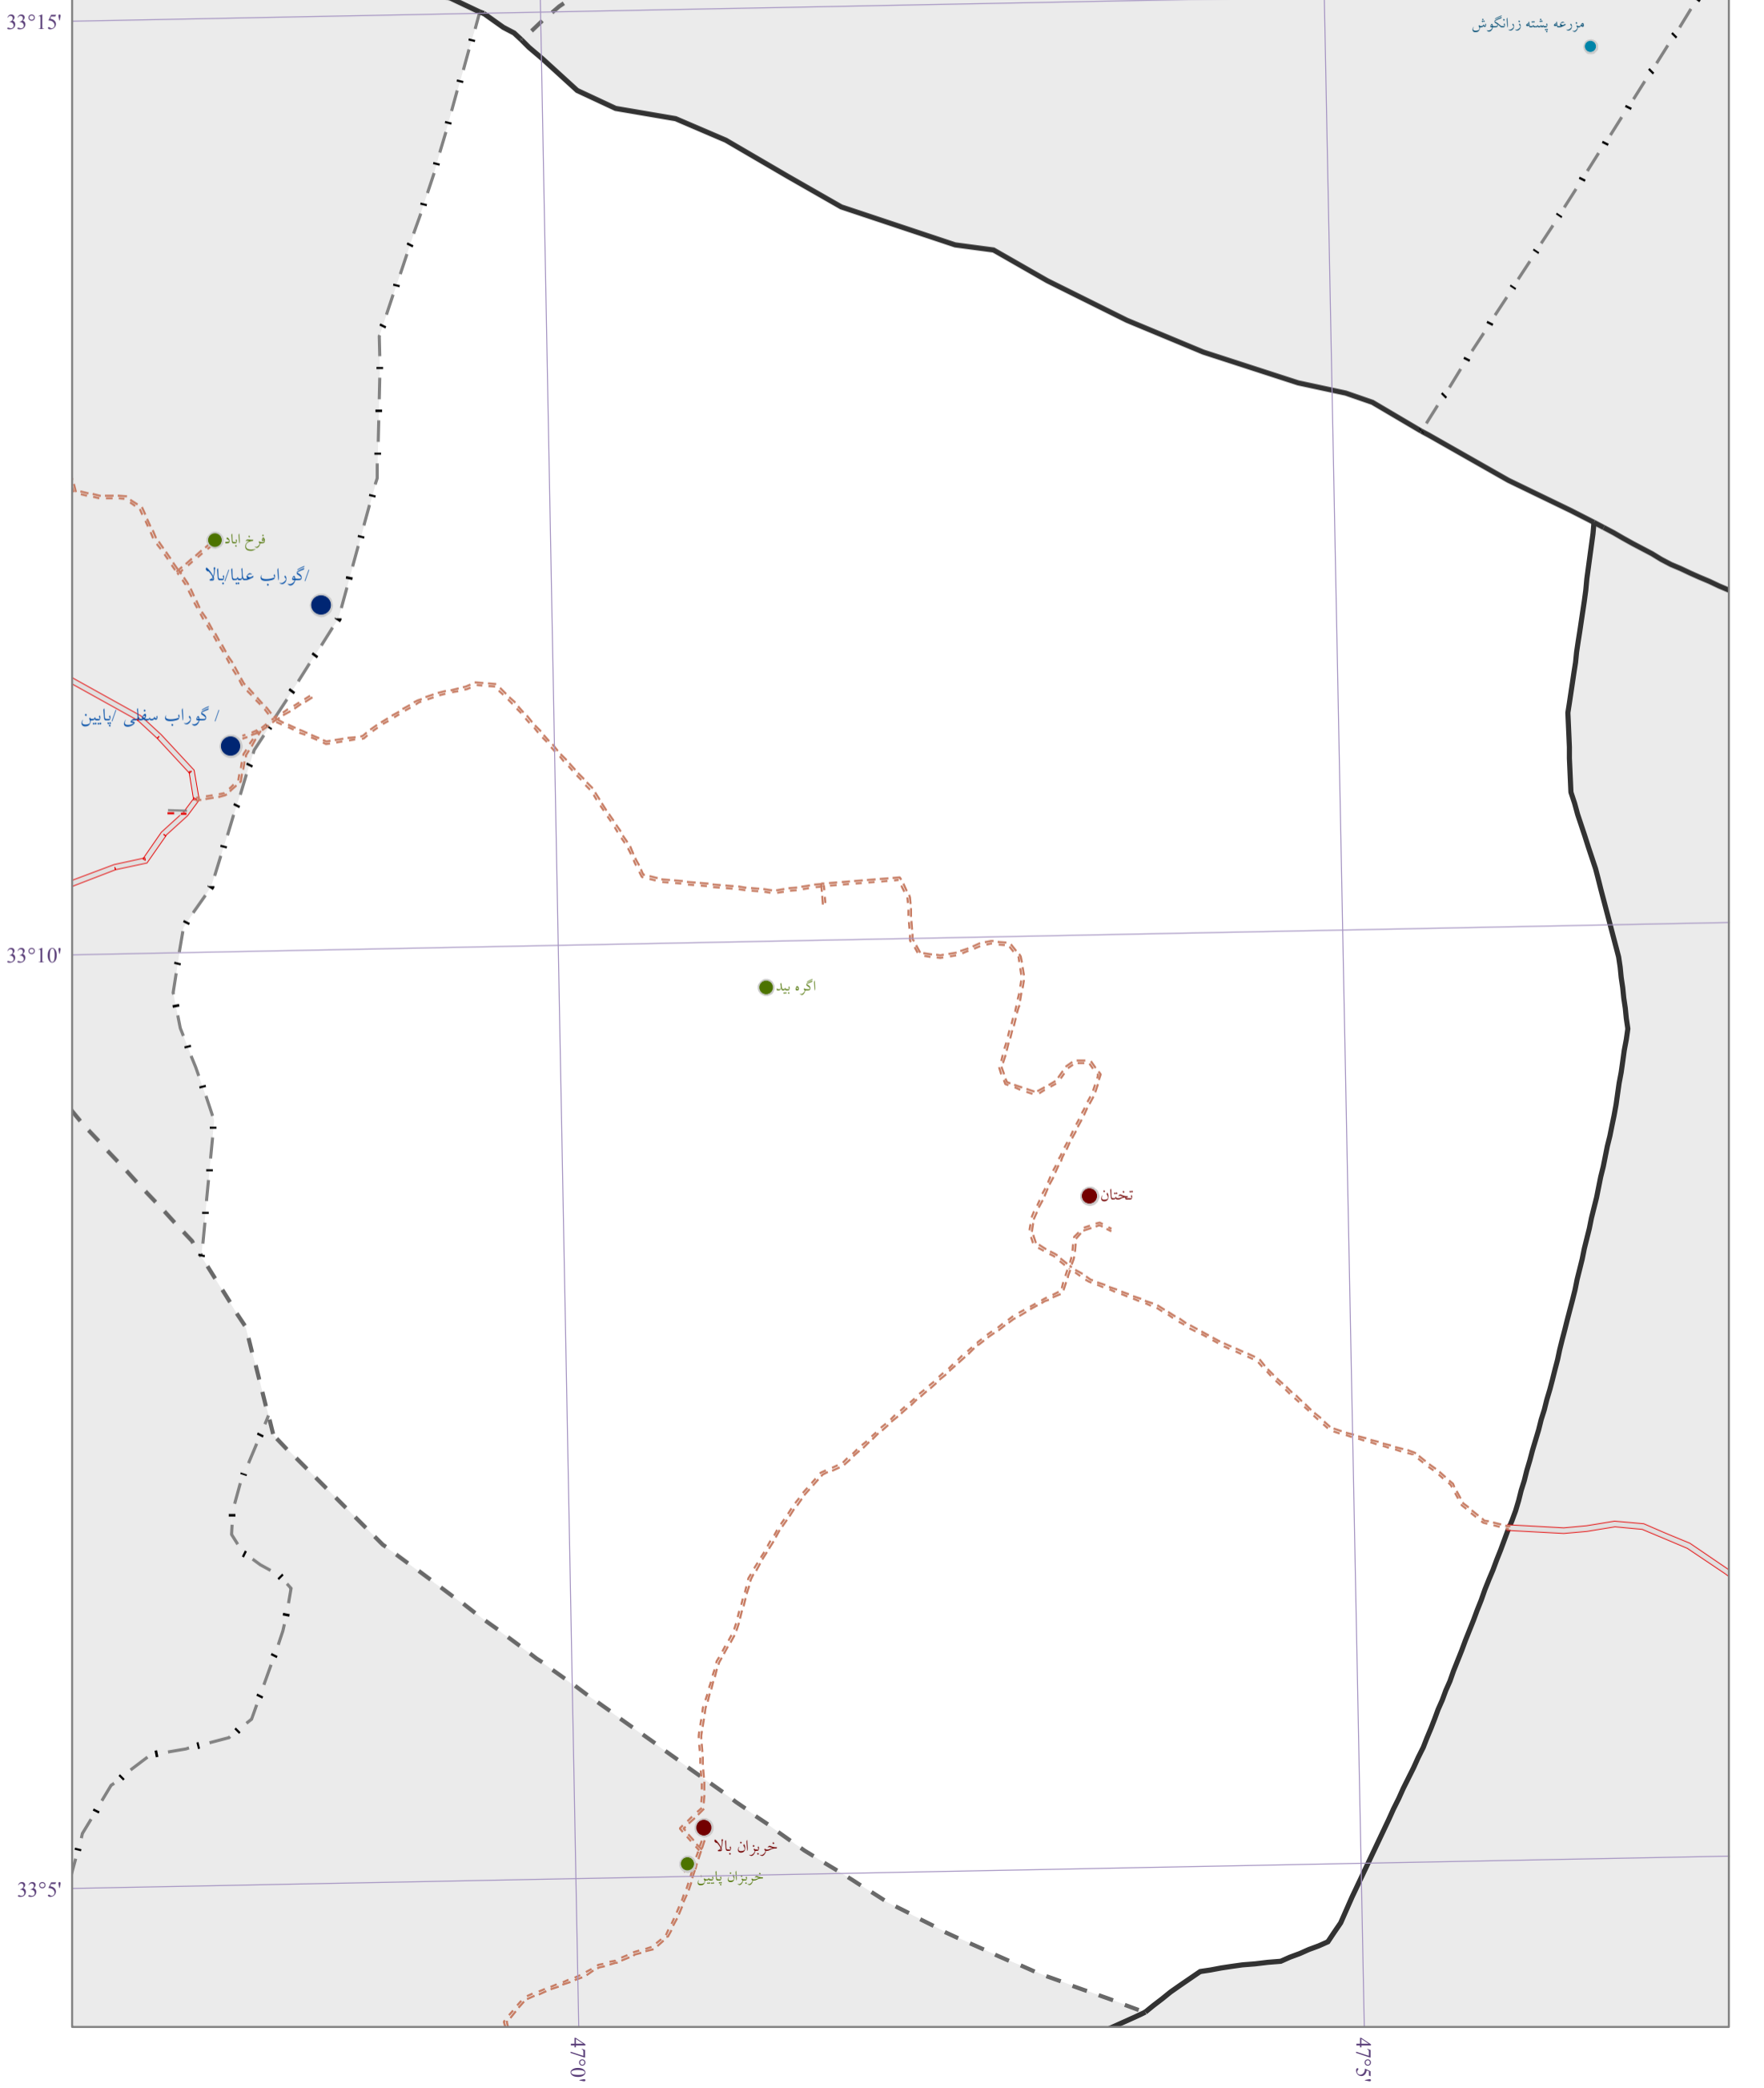 33°15'
مزرعه پشته زرانگوش
فرخ اباد
گوراب علیا/بالا/
گوراب سفلی /پایین /
33°10'
اگره بید
تختان
خربزان بالا
خربزان پایین
33°5'
47°0'
47°5'